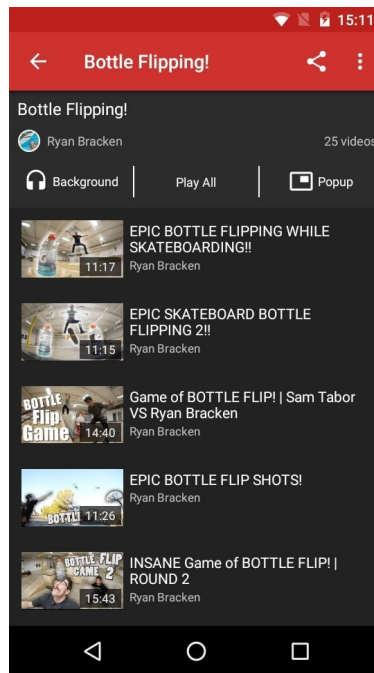 15:11
Bottle Flipping!
Bottle Flipping!
Ryan Bracken
25 videos
Background
Play All
Popup
11:17
EPIC BOTTLE FLIPPING WHILE
SKATEBOARDING!!
Ryan Bracken
11:15
EPIC SKATEBOARD BOTTLE
FLIPPING 2!!
Ryan Bracken
BOTTLE
Flip
Game
14:40
Game of BOTTLE FLIP! | Sam Tabor
VS Ryan Bracken
Ryan Bracken
BOTTL
11:26
EPIC BOTTLE FLIP SHOTS!
Ryan Bracken
BOTTLE FLIP
GAME 2
15:43
INSANE Game of BOTTLE FLIP! |
ROUND 2
Ryan Bracken